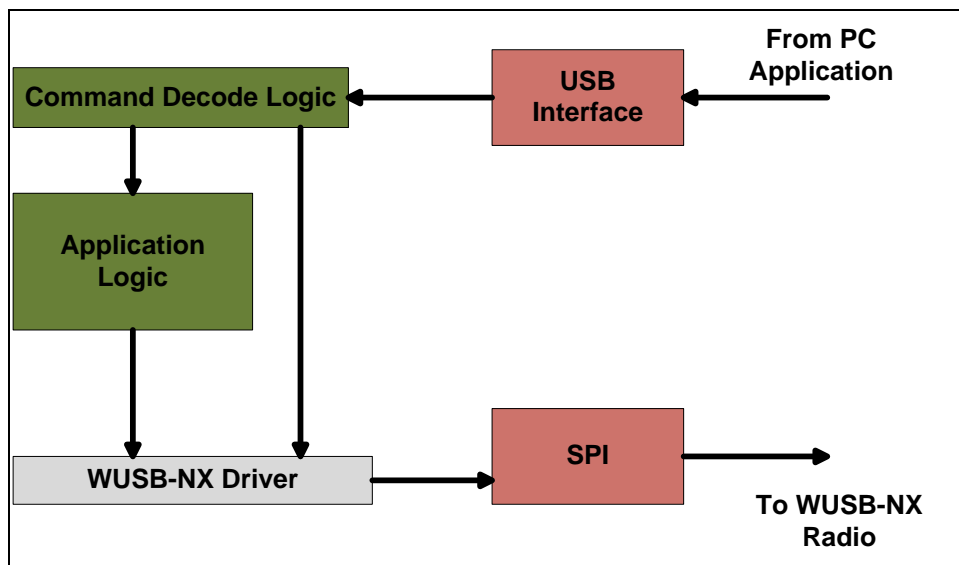 From PC
Application
USB
Interface
Command Decode Logic
Application
Logic
WUSB-NX Driver
SPI
To WUSB-NX
Radio